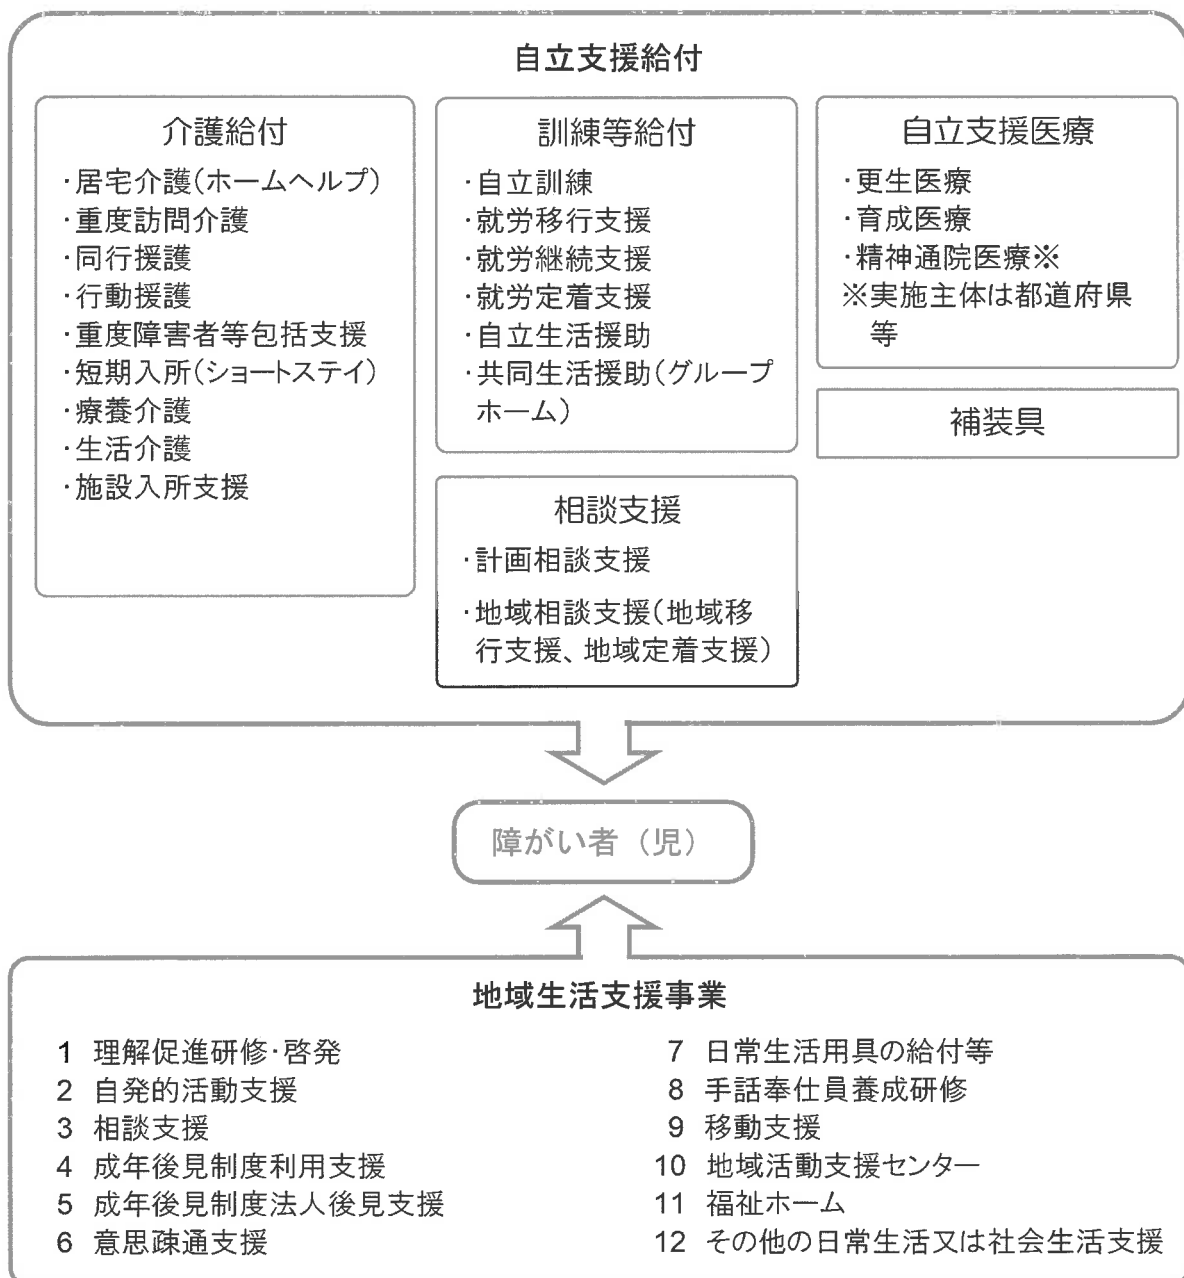 自立支援給付
介護給付
・居宅介護(ホームヘルプ)
・重度訪問介護
・同行援護
・行動援護
・重度障害者等包括支援
・短期入所(ショートステイ)
・療養介護
・生活介護
・施設入所支援
訓練等給付
・自立訓練
・就労移行支援
・就労継続支援
・就労定着支援
・自立生活援助
・共同生活援助(グループ
ホーム)
相談支援
・計画相談支援
・地域相談支援(地域移
行支援、地域定着支援)
自立支援医療
・更生医療
・育成医療
・精神通院医療※
※実施主体は都道府県
等
補装具
障がい者（児）
地域生活支援事業
1 理解促進研修・啓発
2 自発的活動支援
3 相談支援
4 成年後見制度利用支援
5 成年後見制度法人後見支援
6 意思疎通支援
7 日常生活用具の給付等
8 手話奉仕員養成研修
9 移動支援
10 地域活動支援センター
11 福祉ホーム
12 その他の日常生活又は社会生活支援